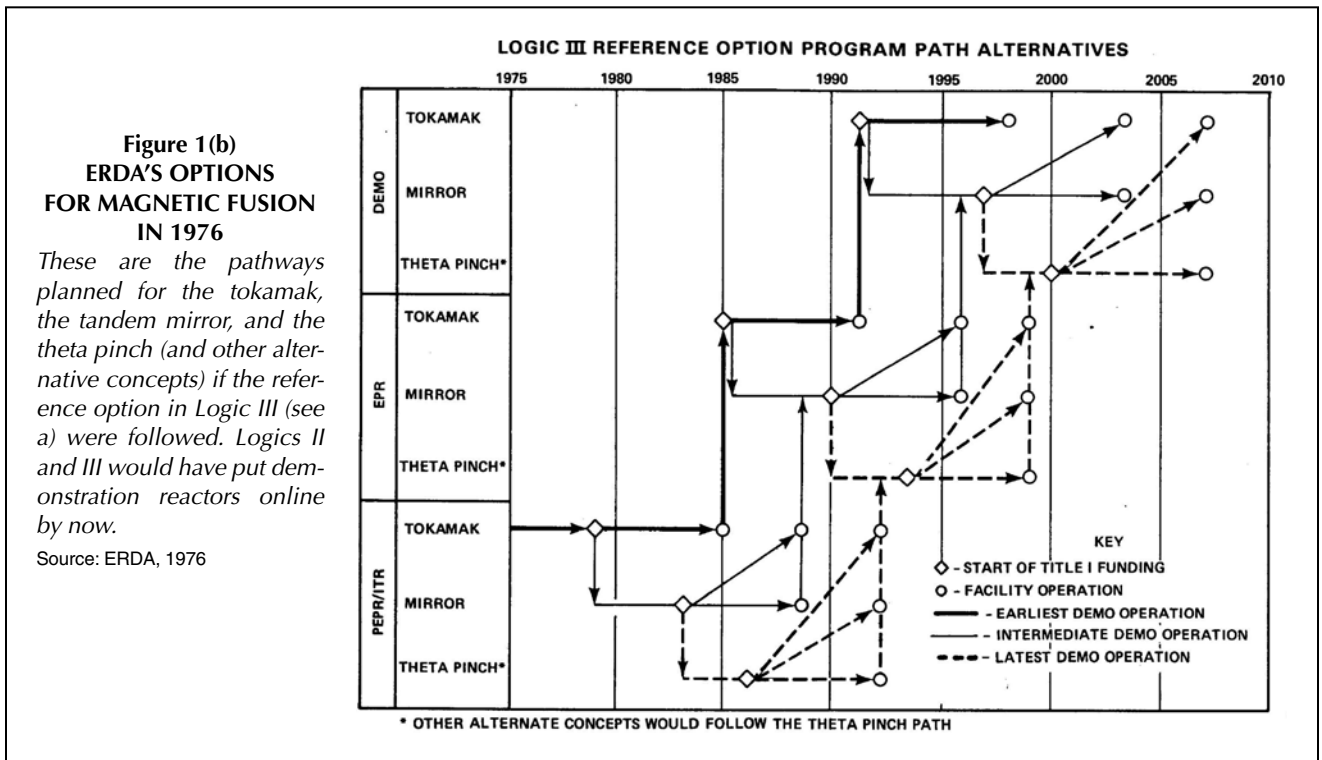 Figure 1(b)
ERDA'S OPTIONS
FOR MAGNETIC FUSION
IN 1976
These are the pathways
planned for the tokamak,
the tandem mirror, and the
theta pinch (and other alter-
native concepts) if the refer-
ence option in Logic III (see
a) were followed. Logics II
and III would have put dem-
onstration reactors online
by now.
Source: ERDA, 1976
LOGIC III REFERENCE OPTION PROGRAM PATH ALTERNATIVES
1975 1980 1985 1990 1995 2000 2005 2010
DEMO
TOKAMAK
MIRROR
THETA PINCH*
EPR
TOKAMAK
MIRROR
THETA PINCH*
PEPR/ITR
TOKAMAK
MIRROR
THETA PINCH*
KEY
- START OF TITLE I FUNDING
- FACILITY OPERATION
- EARLIEST DEMO OPERATION
- INTERMEDIATE DEMO OPERATION
- LATEST DEMO OPERATION
* OTHER ALTERNATE CONCEPTS WOULD FOLLOW THE THETA PINCH PATH